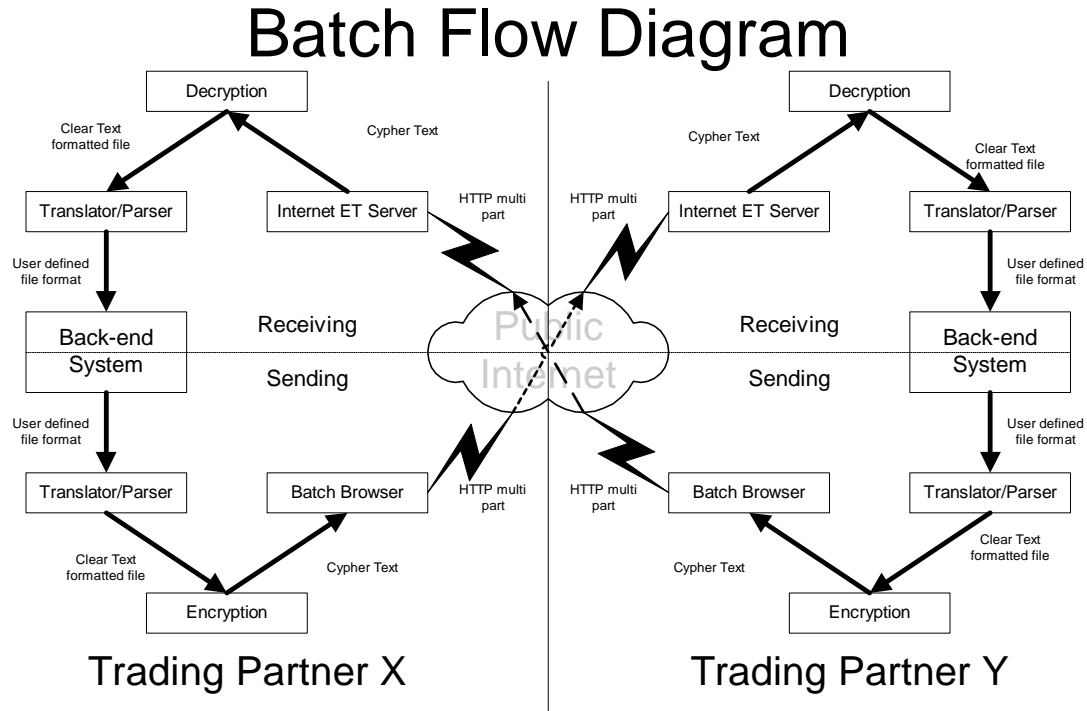 Batch Flow Diagram
Decryption
Decryption
Clear Text
formatted file
Cypher Text
Cypher Text
Clear Text
formatted file
Translator/Parser
Internet ET Server
HTTP multi
part
HTTP multi
part
Internet ET Server
Translator/Parser
User defined
file format
User defined
file format
Back-end
System
Receiving
Sending
Public
Internet
Receiving
Sending
Back-end
System
User defined
file format
User defined
file format
Translator/Parser
Batch Browser
HTTP multi
part
HTTP multi
part
Batch Browser
Translator/Parser
Clear Text
formatted file
Cypher Text
Cypher Text
Clear Text
formatted file
Encryption
Encryption
Trading Partner X
Trading Partner Y